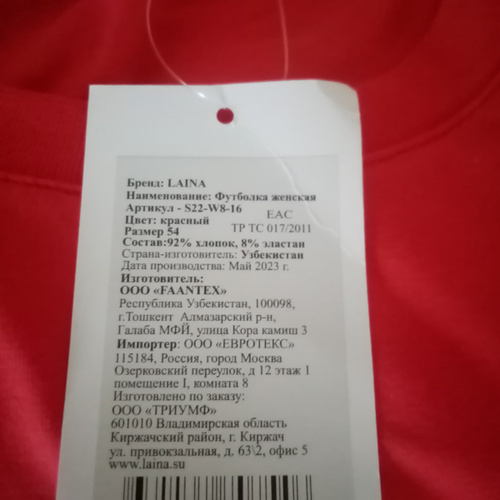 Бренд: LAINA
Наименование: Футболка женская
Артикул - S22-W8-16
Цвет: красный
EAC
Размер 54
ТР ТС 017/2011
Состав:92% хлопок, 8% эластан
Страна-изготовитель: Узбекистан
Дата производства: Май 2023 г.
Изготовитель:
ООО «FAANTEX»
Республика Узбекистан, 100098,
г.Тошкент Алмазарский р-н,
Галаба МФЙ, улица Кора камиш 3
Импортер: ООО «ЕВРОТЕКС»
115184, Россия, город Москва
Озерковский переулок, д 12 этаж 1
помещение I, комната 8
Изготовлено по заказу:
ООО «ТРИУМФ»
601010 Владимирская область
Киржачский район, г. Киржач
ул. привокзальная, д. 63\2, офис 5
www.laina.su